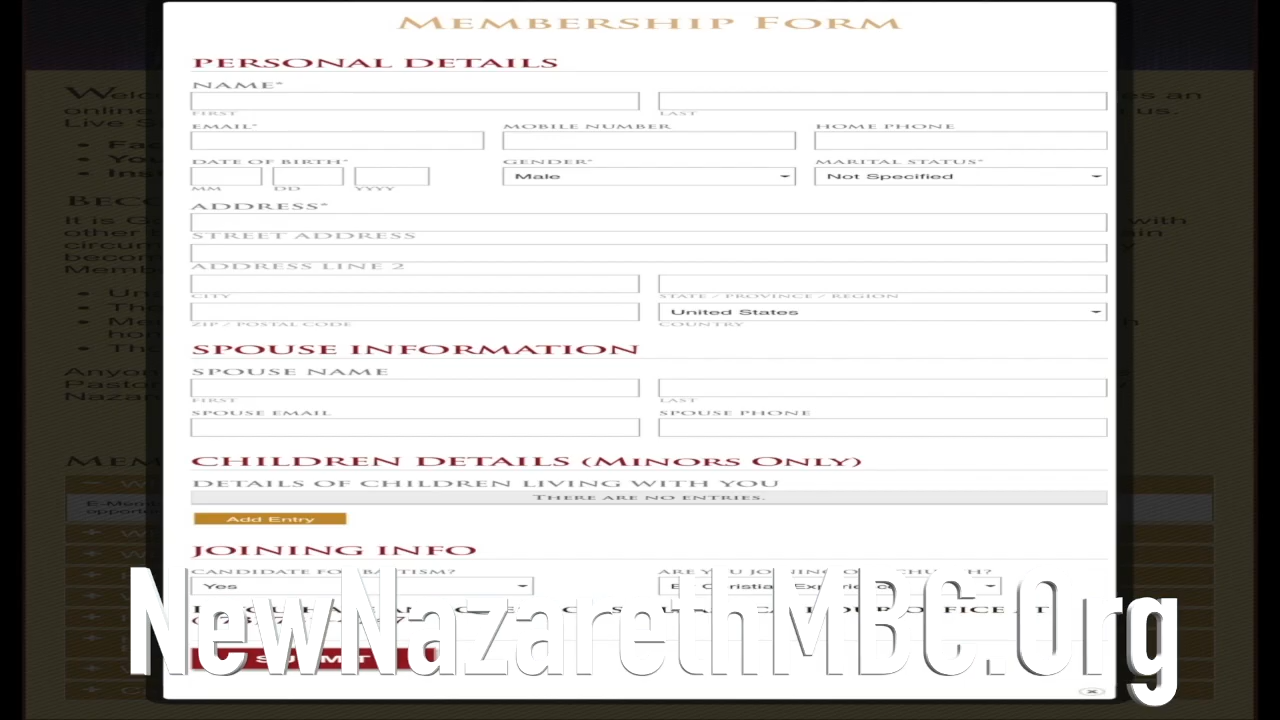 Membership Form
Personal Details
Name*
First Last
Email* Mobile Number Home Phone
Date of Birth* Gender* Marital Status*
Male Not Specified
MM DD YYYY
Address*
Street Address
Address Line 2
City State / Province / Region
United States
ZIP / Postal Code Country
Spouse Information
Spouse Name
First Last
Spouse Email Spouse Phone
Children Details (Minors Only)
Details of Children Living With You
There are no entries.
Add Entry
Joining Info
Candidate for Baptism?
Yes Christian Experience
NewNazarethMBC.Org
Submit